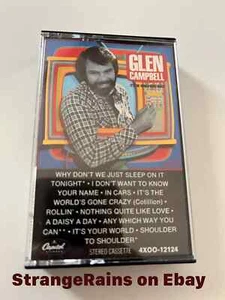 GLEN
CAMPBELL
WHY DON'T WE JUST SLEEP ON IT
TONIGHT* • I DON'T WANT TO KNOW
YOUR NAME • IN CARS • IT'S THE
WORLD'S GONE CRAZY (Cotillion) •
ROLLIN' • NOTHING QUITE LIKE LOVE •
A DAISY A DAY • ANY WHICH WAY YOU
CAN** • IT'S YOUR WORLD • SHOULDER
TO SHOULDER
Capitol
STEREO CASSETTE
4XOO-12124
StrangeRains on Ebay